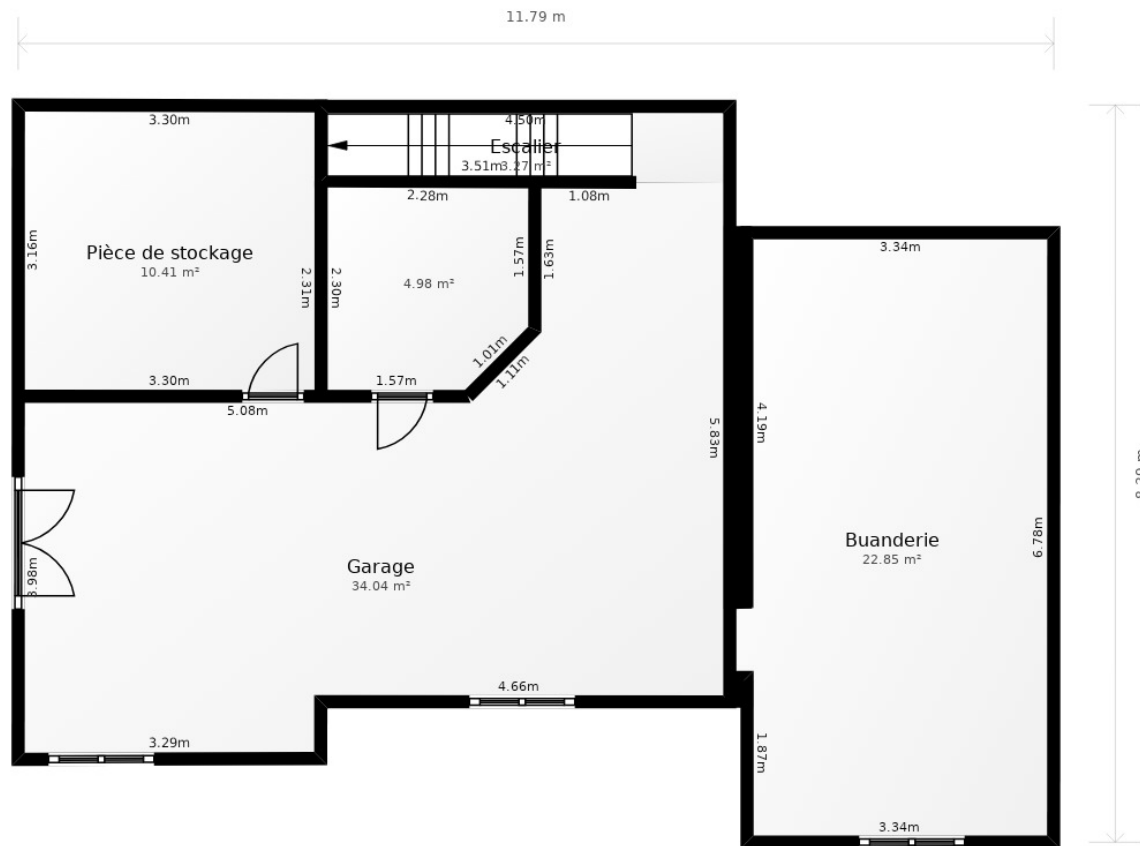 11.79 m
3.30m
4.50m
Escalier
3.51m
3.27 m²
2.28m
1.08m
3.16m
Pièce de stockage
10.41 m²
2.31m
2.30m
4.98 m²
1.57m
1.63m
3.34m
1.01m
1.11m
3.30m
1.57m
5.08m
5.83m
4.19m
6.78m
Buanderie
22.85 m²
3.98m
Garage
34.04 m²
4.66m
3.29m
1.87m
3.34m